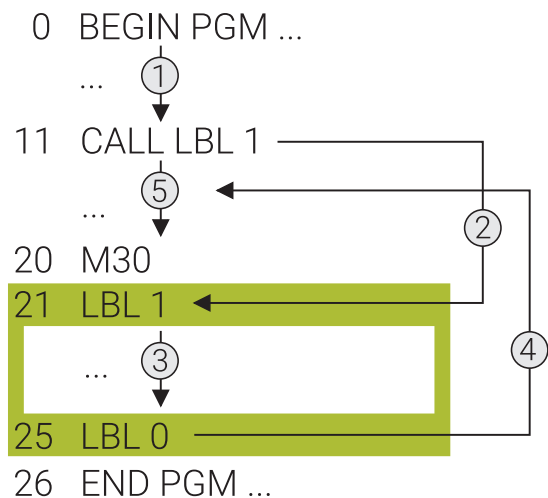 0 BEGIN PGM ...
... 1
11 CALL LBL 1
5
...
2
20 M30
21 LBL 1
... 3
4
25 LBL 0
26 END PGM ...